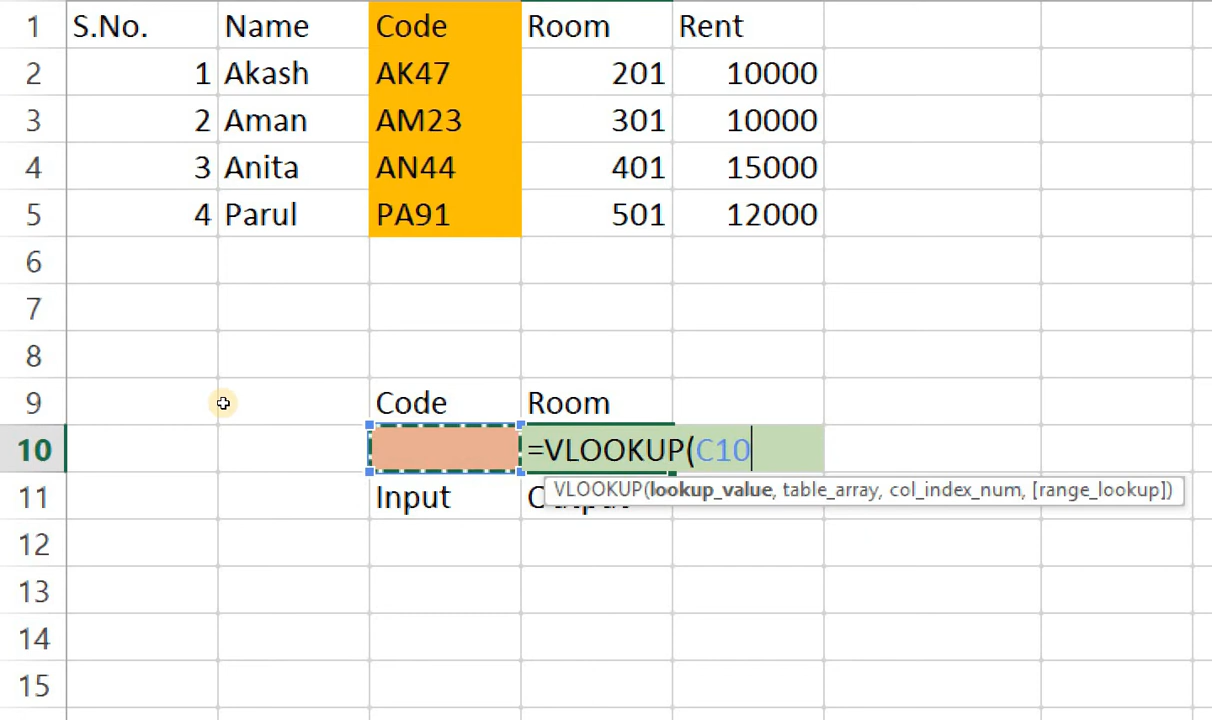 1 S.No. Name Code Room Rent
2 1 Akash AK47 201 10000
3 2 Aman AM23 301 10000
4 3 Anita AN44 401 15000
5 4 Parul PA91 501 12000
6
7
8
9 Code Room
10 =VLOOKUP(C10
VLOOKUP(lookup_value, table_array, col_index_num, [range_lookup])
11 Input
12
13
14
15